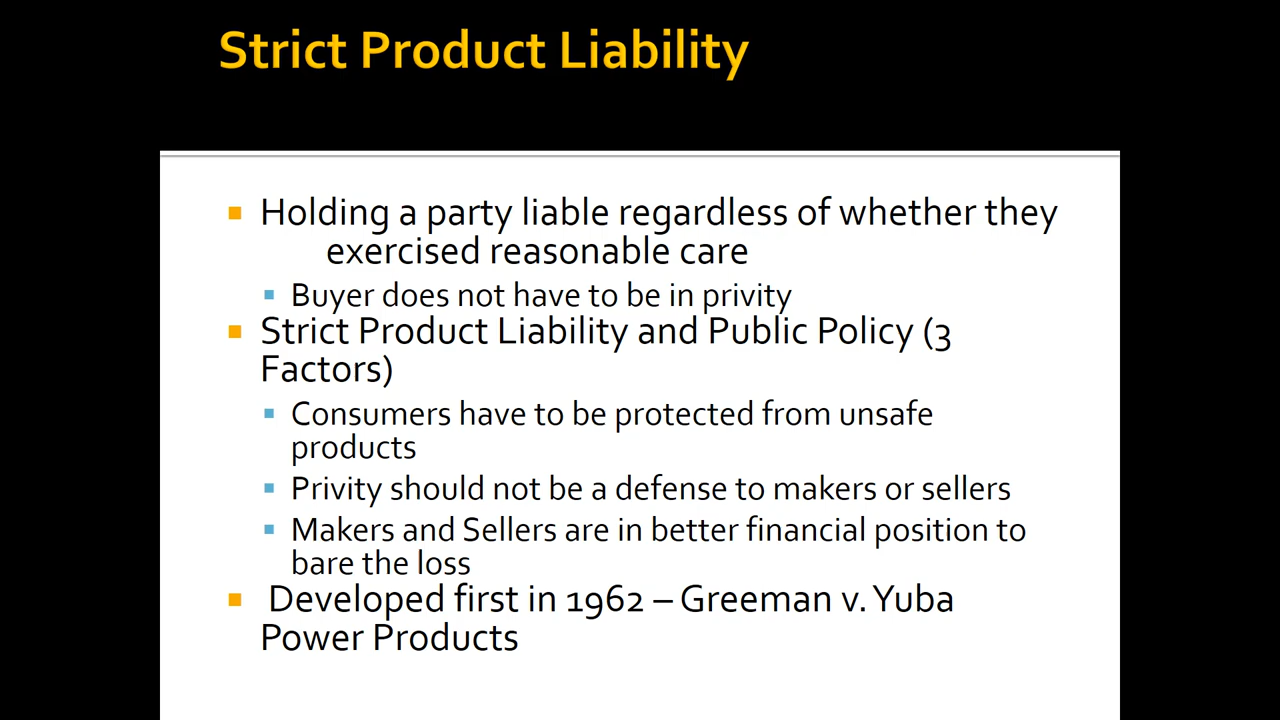 Strict Product Liability
Holding a party liable regardless of whether they
exercised reasonable care
Buyer does not have to be in privity
Strict Product Liability and Public Policy (3
Factors)
Consumers have to be protected from unsafe
products
Privity should not be a defense to makers or sellers
Makers and Sellers are in better financial position to
bare the loss
Developed first in 1962 – Greeman v. Yuba
Power Products